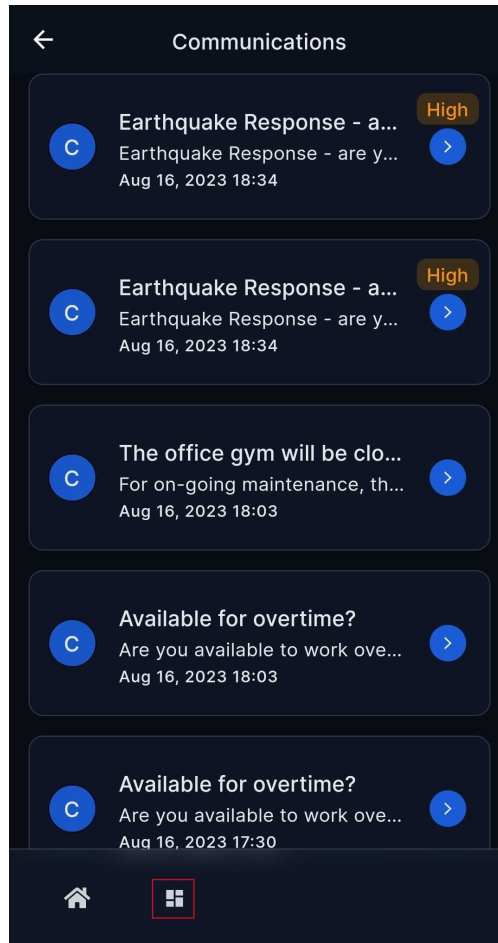 Communications
High
Earthquake Response - a...
C
Earthquake Response - are y...
Aug 16, 2023 18:34
High
Earthquake Response - a...
C
Earthquake Response - are y...
Aug 16, 2023 18:34
The office gym will be clo...
C
For on-going maintenance, th...
Aug 16, 2023 18:03
Available for overtime?
C
Are you available to work ove...
Aug 16, 2023 18:03
Available for overtime?
C
Are you available to work ove...
Aug 16, 2023 17:30